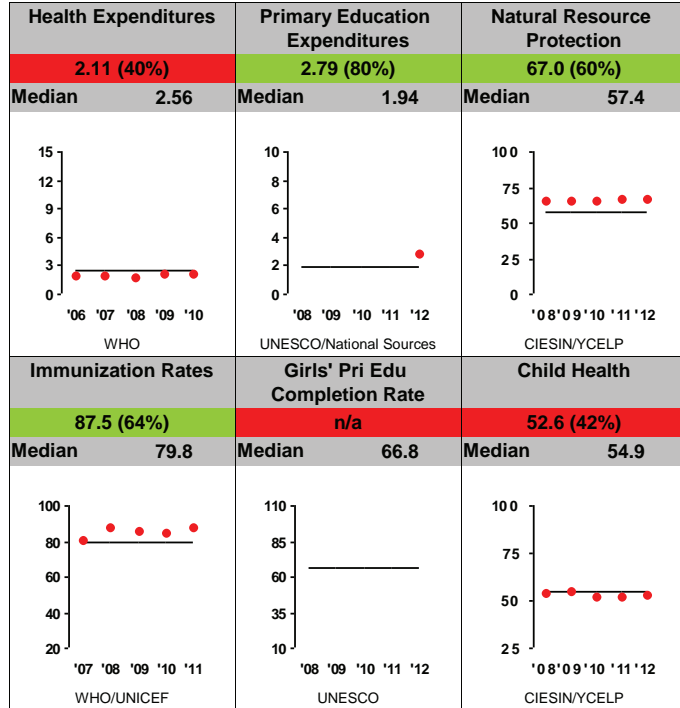 Health Expenditures
2.11 (40%)
Median 2.56
15
12
9
6
3
0
'06 '07 '08 '09 '10
WHO
Primary Education
Expenditures
2.79 (80%)
Median 1.94
10
8
6
4
2
0
'08 '09 '10 '11 '12
UNESCO/National Sources
Natural Resource
Protection
67.0 (60%)
Median 57.4
100
75
50
25
0
'08 '09 '10 '11 '12
CIESIN/YCELP
Immunization Rates
87.5 (64%)
Median 79.8
100
80
60
40
20
'07 '08 '09 '10 '11
WHO/UNICEF
Girls' Pri Edu
Completion Rate
n/a
Median 66.8
110
85
60
35
10
'08 '09 '10 '11 '12
UNESCO
Child Health
52.6 (42%)
Median 54.9
100
75
50
25
'08 '09 '10 '11 '12
CIESIN/YCELP